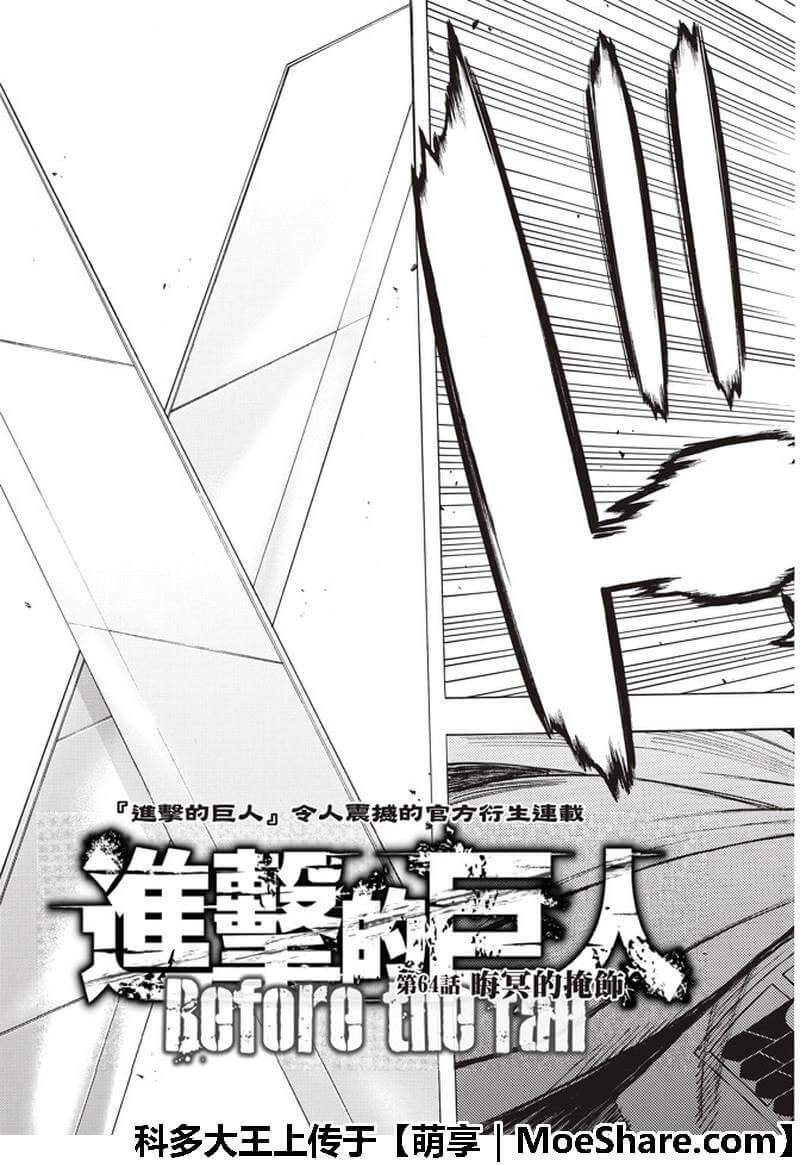 『進擊的巨人』令人震撼的官方衍生連載
進擊的巨人
第64話 晦冥的掩飾
Before the fall
科多大王上传于【萌享 | MoeShare.com】